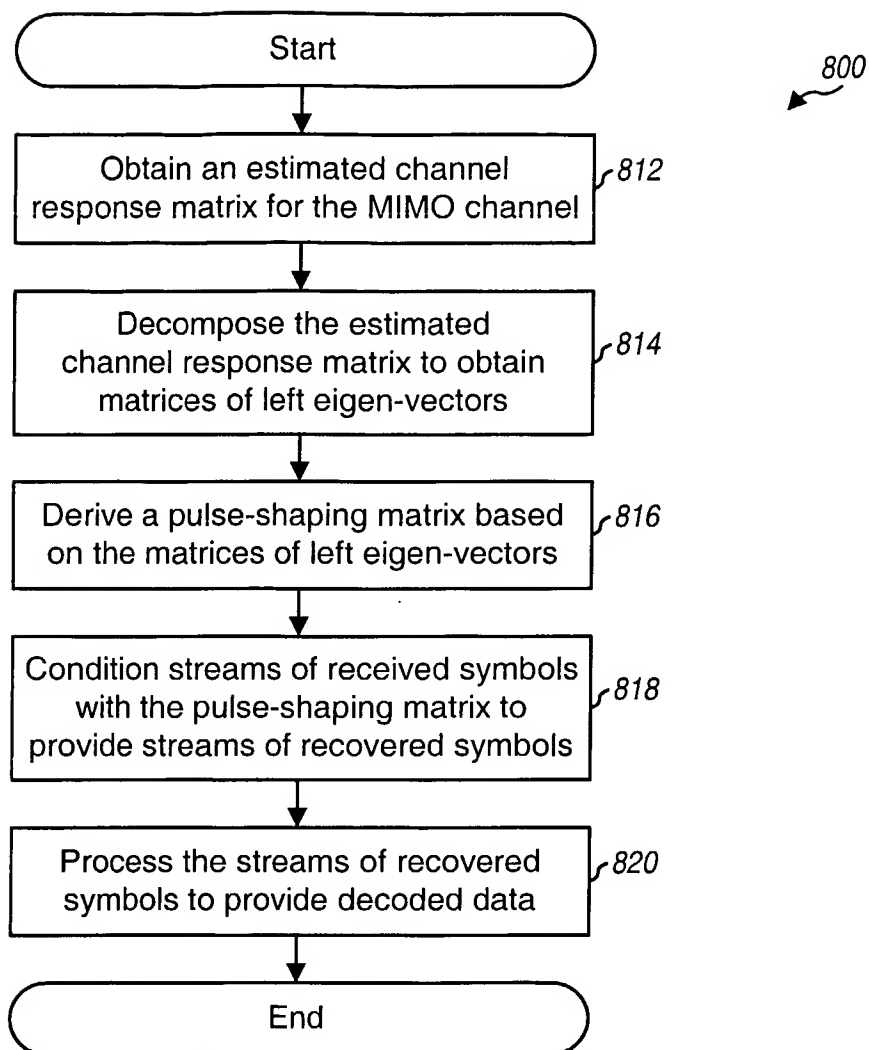 Start
800
Obtain an estimated channel
response matrix for the MIMO channel
812
Decompose the estimated
channel response matrix to obtain
matrices of left eigen-vectors
814
Derive a pulse-shaping matrix based
on the matrices of left eigen-vectors
816
Condition streams of received symbols
with the pulse-shaping matrix to
provide streams of recovered symbols
818
Process the streams of recovered
symbols to provide decoded data
820
End